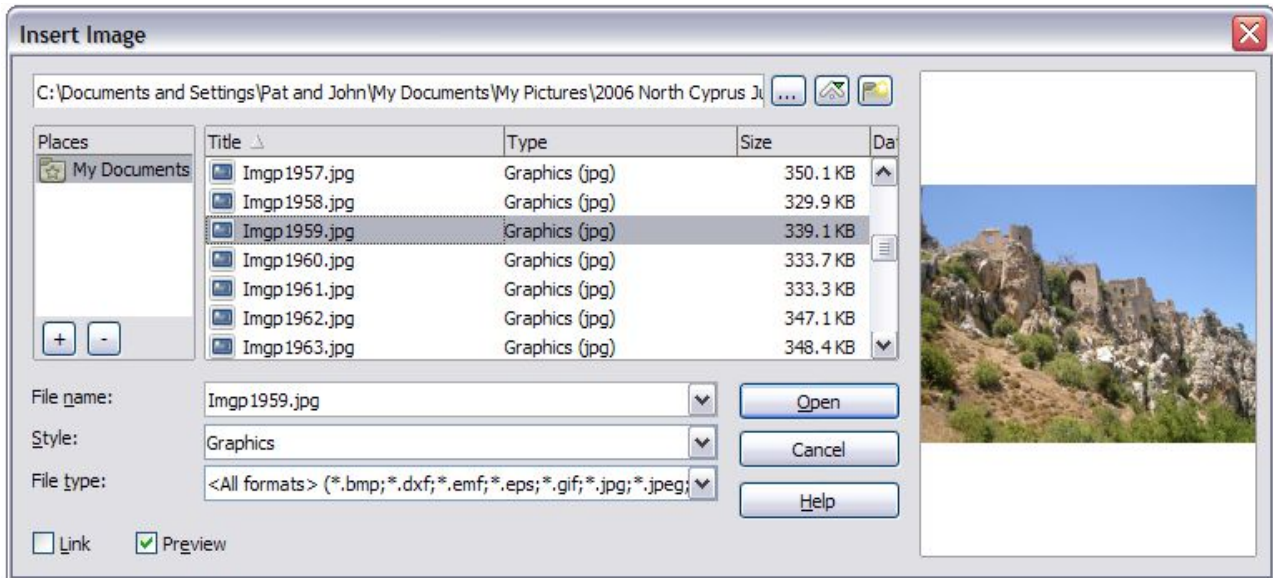 Insert Image
C:\Documents and Settings\Pat and John\My Documents\My Pictures\2006 North Cyprus
...
Places
My Documents
+ -
Title Type Size
Imgp1957.jpg Graphics (jpg) 350.1 KB
Imgp1958.jpg Graphics (jpg) 329.9 KB
Imgp1959.jpg Graphics (jpg) 339.1 KB
Imgp1960.jpg Graphics (jpg) 333.7 KB
Imgp1961.jpg Graphics (jpg) 333.3 KB
Imgp1962.jpg Graphics (jpg) 347.1 KB
Imgp1963.jpg Graphics (jpg) 348.4 KB
File name: Imgp1959.jpg
Open
Style: Graphics
Cancel
File type: <All formats> (*.bmp;*.dxf;*.emf;*.eps;*.gif;*.jpg;*.jpeg;
Help
Link Preview